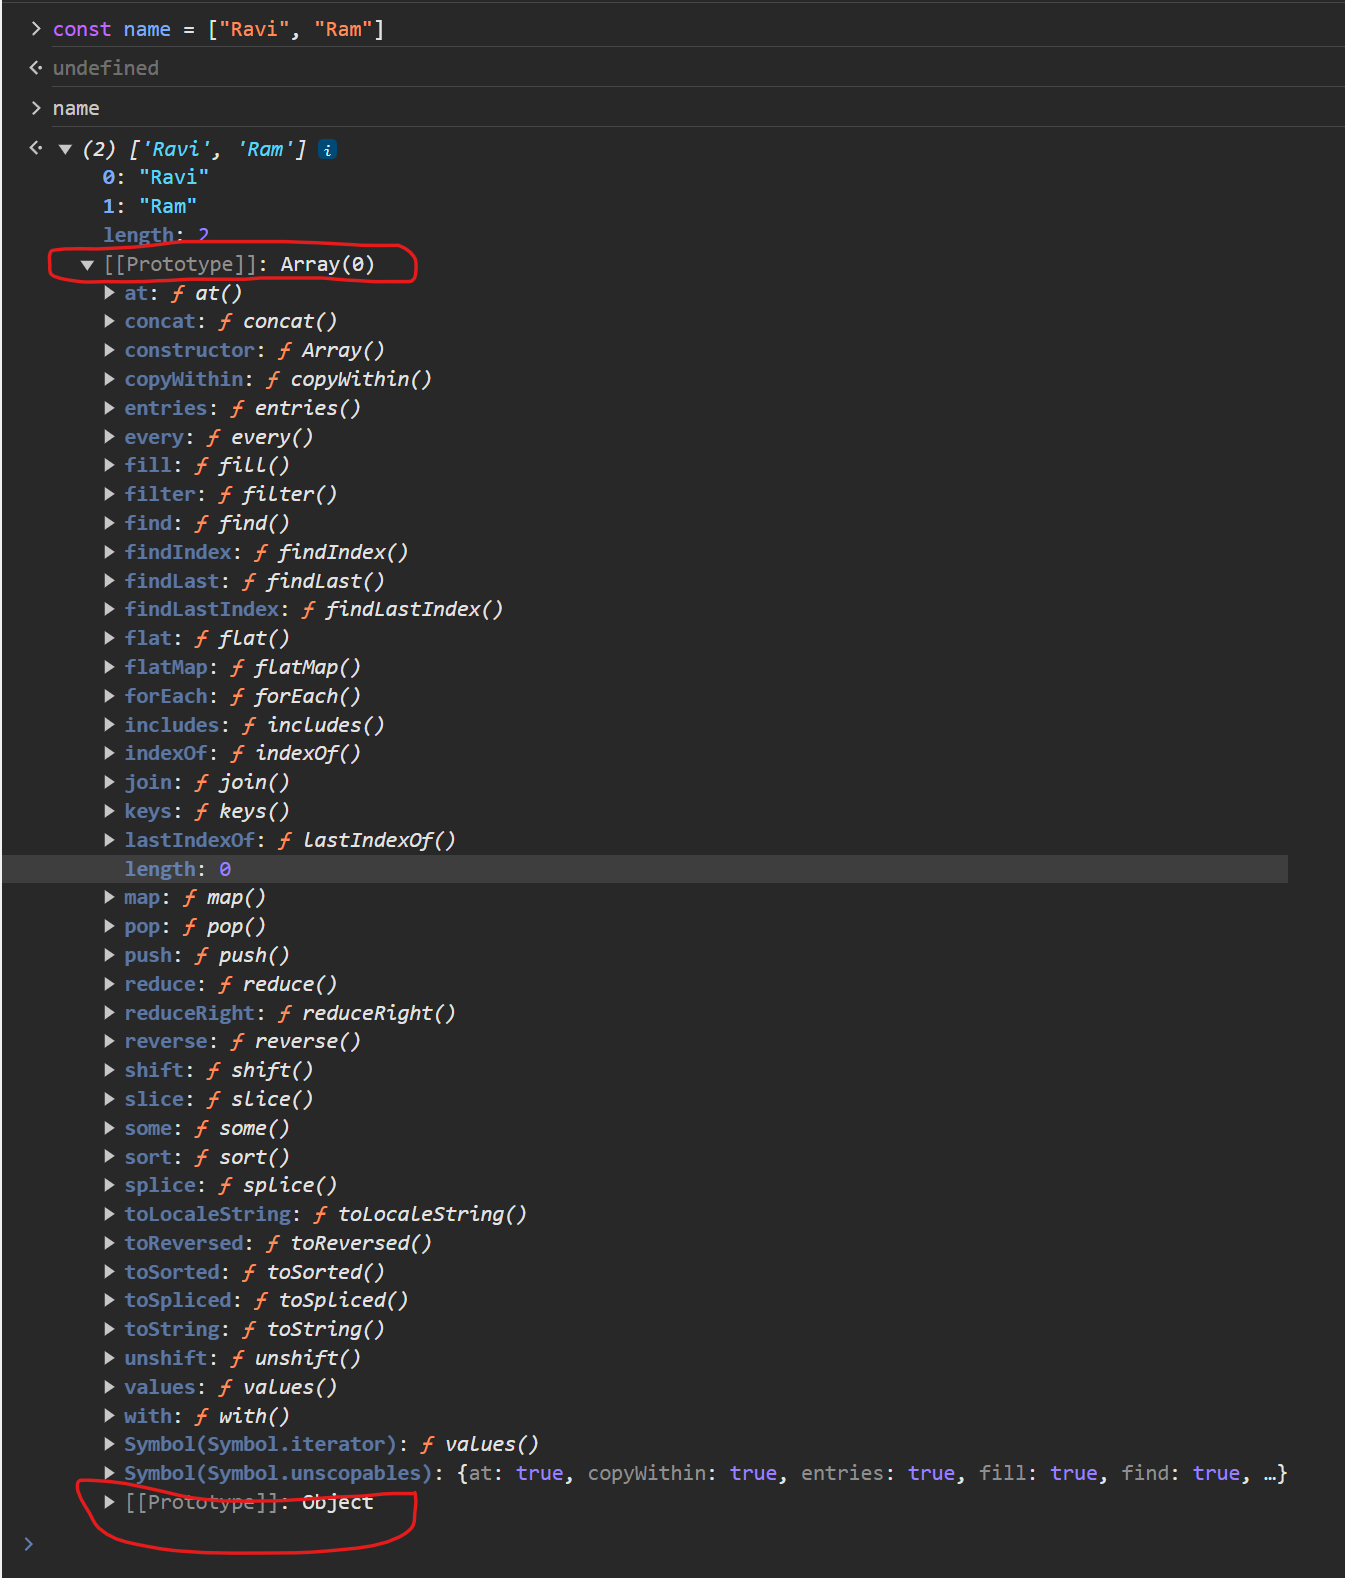 > const name = ["Ravi", "Ram"]
undefined
> name
(2) ['Ravi', 'Ram'] i
0: "Ravi"
1: "Ram"
length: 2
[[Prototype]]: Array(0)
at: ƒ at()
concat: ƒ concat()
constructor: ƒ Array()
copyWithin: ƒ copyWithin()
entries: ƒ entries()
every: ƒ every()
fill: ƒ fill()
filter: ƒ filter()
find: ƒ find()
findIndex: ƒ findIndex()
findLast: ƒ findLast()
findLastIndex: ƒ findLastIndex()
flat: ƒ flat()
flatMap: ƒ flatMap()
forEach: ƒ forEach()
includes: ƒ includes()
indexOf: ƒ indexOf()
join: ƒ join()
keys: ƒ keys()
lastIndexOf: ƒ lastIndexOf()
length: 0
map: ƒ map()
pop: ƒ pop()
push: ƒ push()
reduce: ƒ reduce()
reduceRight: ƒ reduceRight()
reverse: ƒ reverse()
shift: ƒ shift()
slice: ƒ slice()
some: ƒ some()
sort: ƒ sort()
splice: ƒ splice()
toLocaleString: ƒ toLocaleString()
toReversed: ƒ toReversed()
toSorted: ƒ toSorted()
toSpliced: ƒ toSpliced()
toString: ƒ toString()
unshift: ƒ unshift()
values: ƒ values()
with: ƒ with()
Symbol(Symbol.iterator): ƒ values()
Symbol(Symbol.unscopables): {at: true, copyWithin: true, entries: true, fill: true, find: true, …}
[[Prototype]]: Object
>